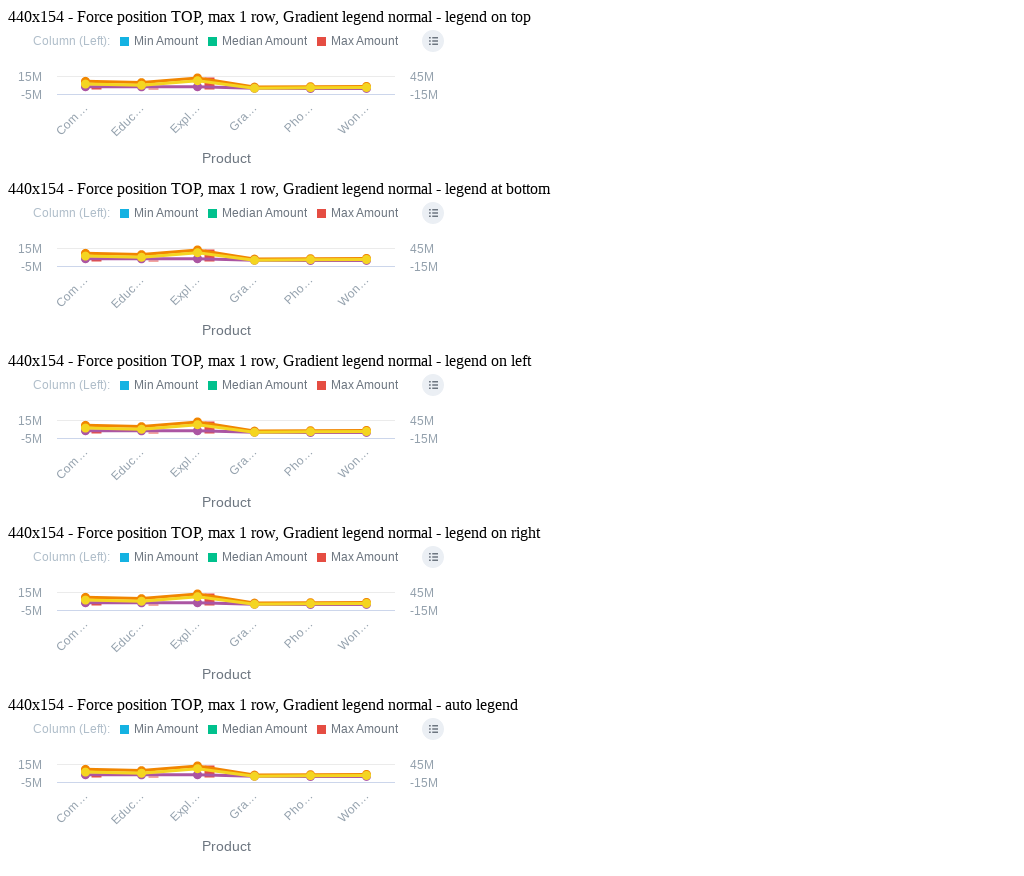 440x154 - Force position TOP, max 1 row, Gradient legend normal - legend on top
Column (Left): Min Amount Median Amount Max Amount
15M 45M
-5M -15M
Com… Educ… Expl… Gra… Pho… Won…
Product
440x154 - Force position TOP, max 1 row, Gradient legend normal - legend at bottom
Column (Left): Min Amount Median Amount Max Amount
15M 45M
-5M -15M
Com… Educ… Expl… Gra… Pho… Won…
Product
440x154 - Force position TOP, max 1 row, Gradient legend normal - legend on left
Column (Left): Min Amount Median Amount Max Amount
15M 45M
-5M -15M
Com… Educ… Expl… Gra… Pho… Won…
Product
440x154 - Force position TOP, max 1 row, Gradient legend normal - legend on right
Column (Left): Min Amount Median Amount Max Amount
15M 45M
-5M -15M
Com… Educ… Expl… Gra… Pho… Won…
Product
440x154 - Force position TOP, max 1 row, Gradient legend normal - auto legend
Column (Left): Min Amount Median Amount Max Amount
15M 45M
-5M -15M
Com… Educ… Expl… Gra… Pho… Won…
Product